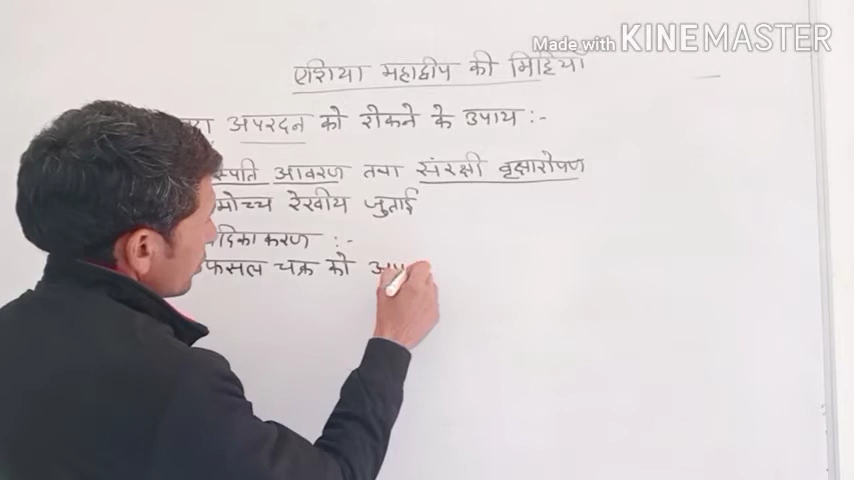 Made with KINEMASTER
एशिया महाद्वीप की मिट्टियाँ
अपरदन को रोकने के उपाय :-
आवरण तथा संरक्षी वृक्षारोपण
रेखीय जुताई
:-
फसल चक्र को